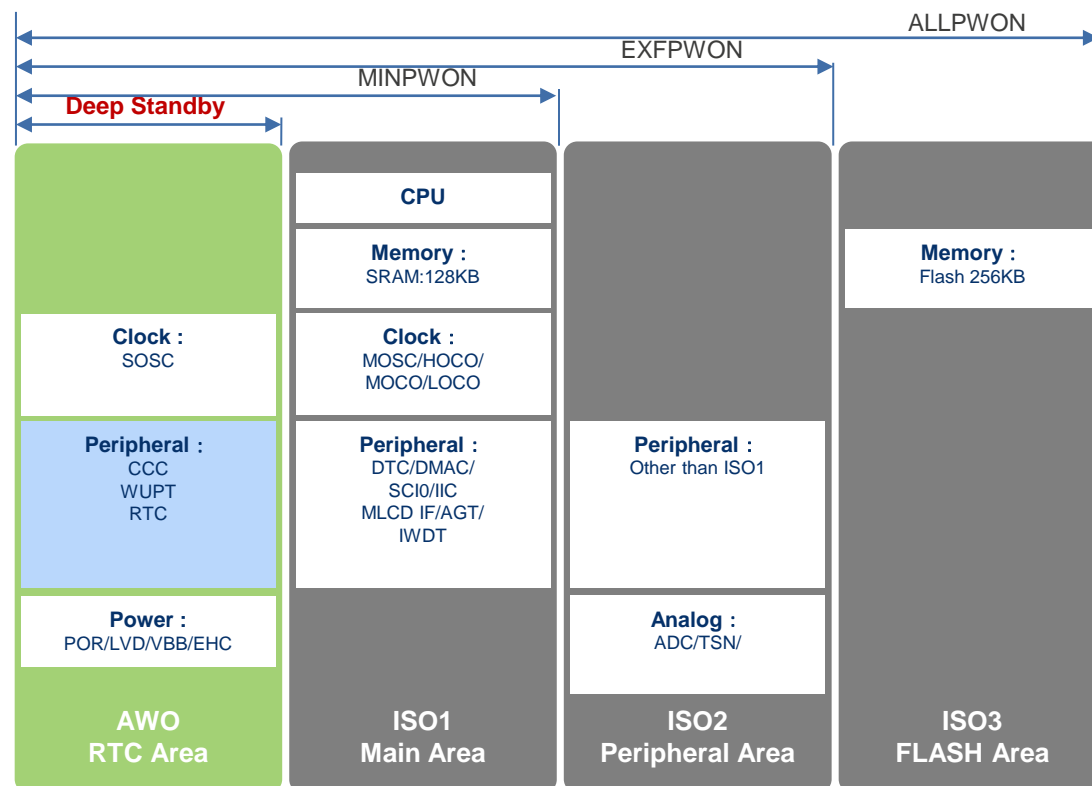 ALLPWON
EXFPWON
MINPWON
Deep Standby
Clock :
SOSC
Peripheral :
CCC
WUPT
RTC
Power :
POR/LVD/VBB/EHC
AWO
RTC Area
CPU
Memory :
SRAM:128KB
Clock :
MOSC/HOCO/
MOCO/LOCO
Peripheral :
DTC/DMAC/
SCI0/IIC
MLCD IF/AGT/
IWDT
ISO1
Main Area
Peripheral :
Other than ISO1
Analog :
ADC/TSN/
ISO2
Peripheral Area
Memory :
Flash 256KB
ISO3
FLASH Area